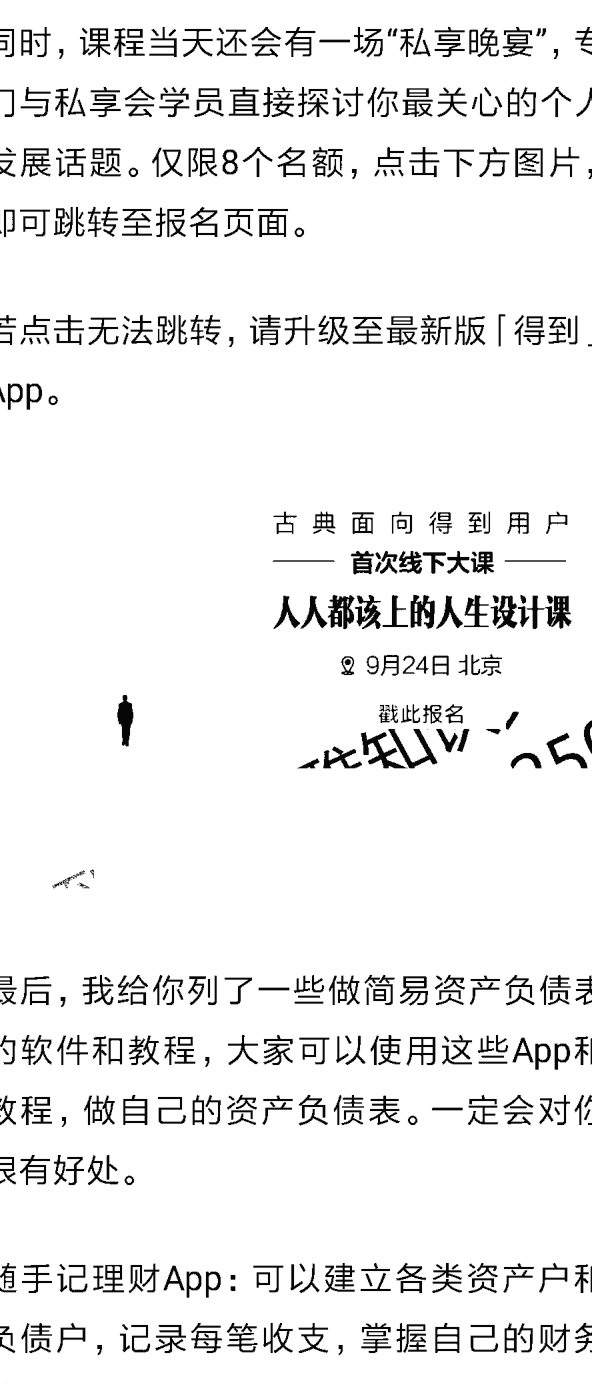 同时，课程当天还会有一场“私享晚宴”，专
们与私享会学员直接探讨你最关心的个人
发展话题。仅限8个名额，点击下方图片，
即可跳转至报名页面。
若点击无法跳转，请升级至最新版「得到」
App。
古典面向得到用户
首次线下大课
人人都该上的人生设计课
9月24日 北京
戳此报名
最后，我给你列了一些做简易资产负债表
的软件和教程，大家可以使用这些App和
教程，做自己的资产负债表。一定会对你
很有好处。
随手记理财App：可以建立各类资产户和
负债户，记录每笔收支，掌握自己的财务